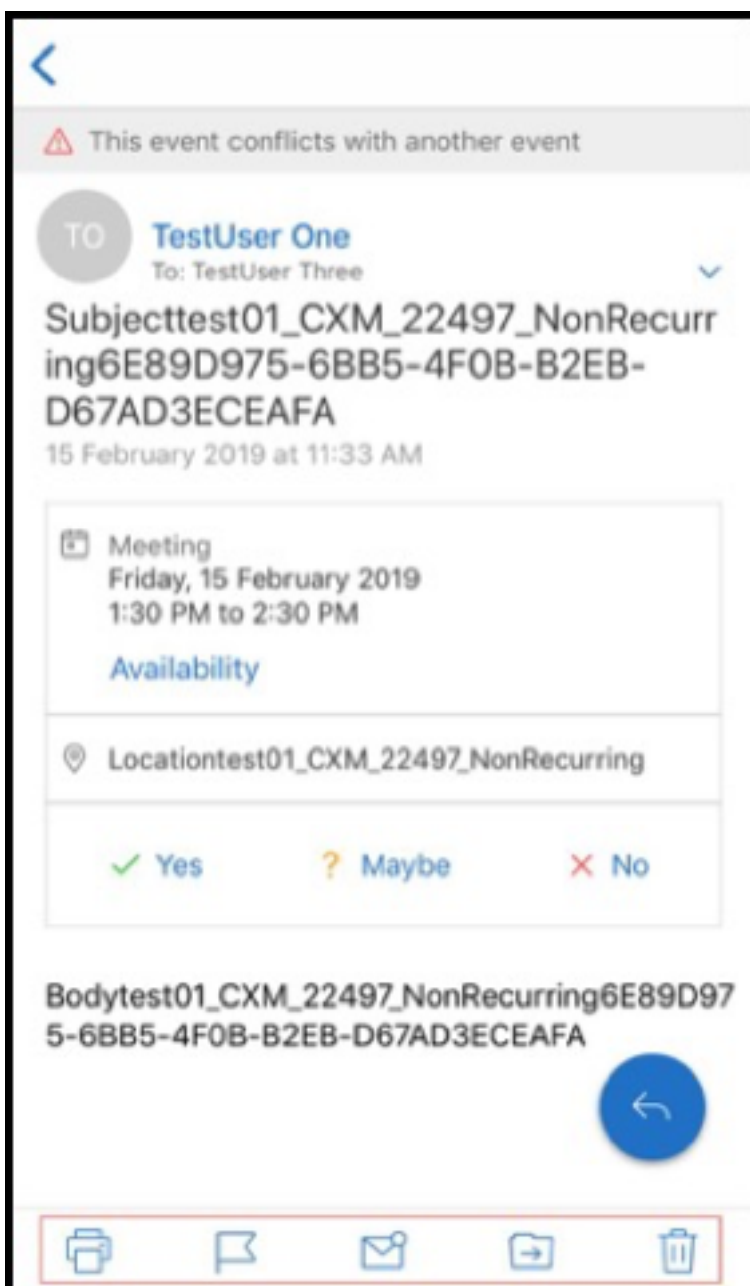 This event conflicts with another event
TO
TestUser One
To: TestUser Three
Subjecttest01_CXM_22497_NonRecurr
ing6E89D975-6BB5-4F0B-B2EB-
D67AD3ECEAFA
15 February 2019 at 11:33 AM
Meeting
Friday, 15 February 2019
1:30 PM to 2:30 PM
Availability
Locationtest01_CXM_22497_NonRecurring
Yes
? Maybe
No
Bodytest01_CXM_22497_NonRecurring6E89D97
5-6BB5-4F0B-B2EB-D67AD3ECEAFA